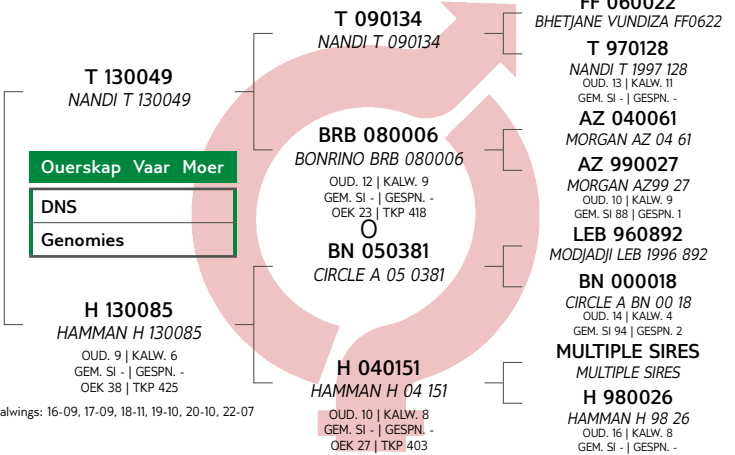 T 130049
NANDI T 130049
Ouerskap Vaar Moer
DNS
Genomies
H 130085
HAMMAN H 130085
OUD. 9 | KALW. 6
GEM. SI - | GESPN. -
OEK 38 | TKP 425
alwings: 16-09, 17-09, 18-11, 19-10, 20-10, 22-07
T 090134
NANDI T 090134
BRB 080006
BONRINO BRB 080006
OUD. 12 | KALW. 9
GEM. SI - | GESPN. -
OEK 23 | TKP 418
O
BN 050381
CIRCLE A 05 0381
H 040151
HAMMAN H 04 151
OUD. 10 | KALW. 8
GEM. SI - | GESPN. -
OEK 27 | TKP 403
FF 060022
BHETJANE VUNDIZA FF0622
T 970128
NANDI T 1997 128
OUD. 13 | KALW. 11
GEM. SI - | GESPN. -
AZ 040061
MORGAN AZ 04 61
AZ 990027
MORGAN AZ99 27
OUD. 10 | KALW. 9
GEM. SI 88 | GESPN. 1
LEB 960892
MODJADJI LEB 1996 892
BN 000018
CIRCLE A BN 00 18
OUD. 14 | KALW. 4
GEM. SI 94 | GESPN. 2
MULTIPLE SIRES
MULTIPLE SIRES
H 980026
HAMMAN H 98 26
OUD. 16 | KALW. 8
GEM. SI - | GESPN. -